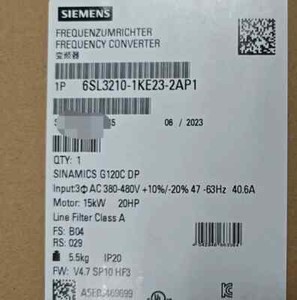 SIEMENS
FREQUENZUMRICHTER
FREQUENCY CONVERTER
变频器
1P 6SL3210-1KE23-2AP1
06 / 2023
QTY: 1
SINAMICS G120C DP
Input:3Φ AC 380-480V +10%/-20% 47 -63Hz 40.6A
Motor: 15kW 20HP
Line Filter Class A
FS: B04
RS: 029
5.5kg IP20
FW: V4.7 SP10 HF3